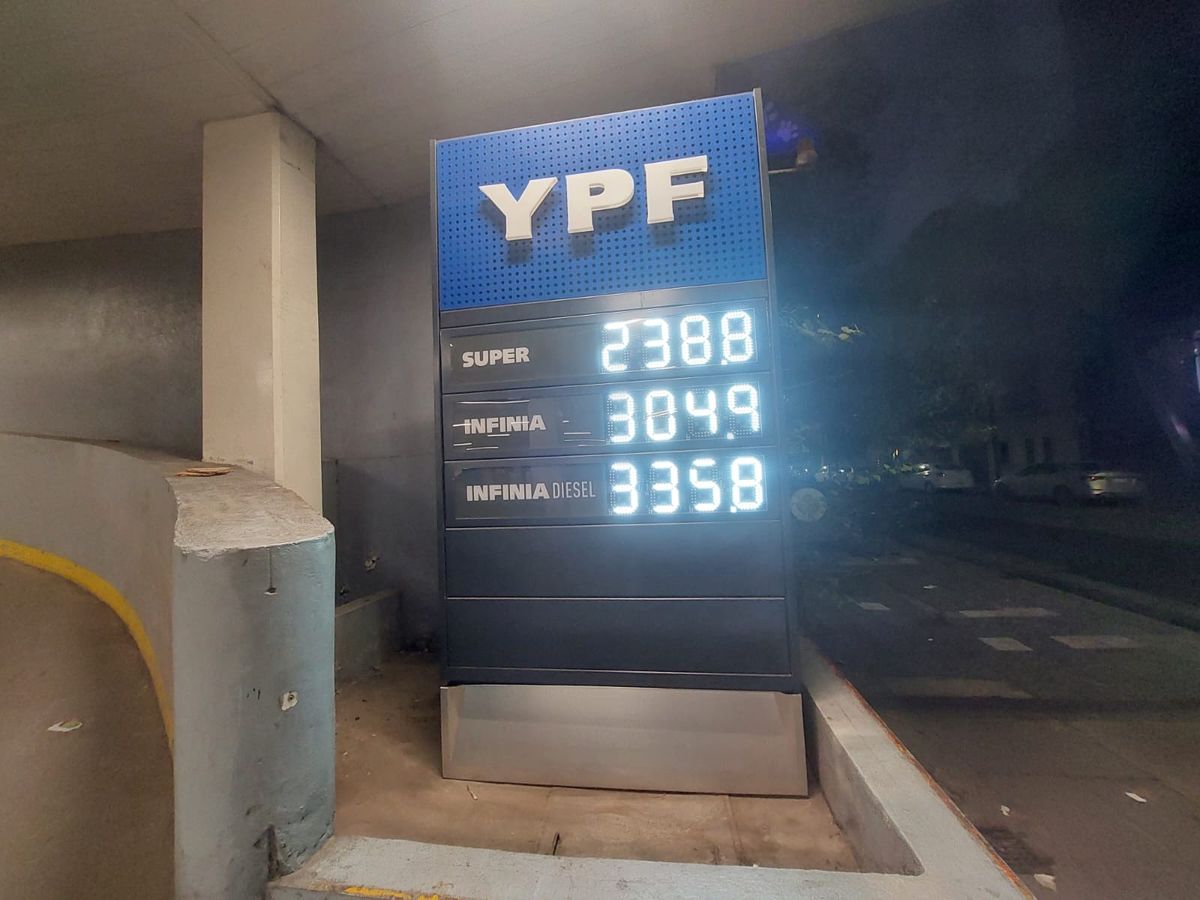 YPF
SUPER 238.8
INFINIA 304.9
INFINIA DIESEL 335.8